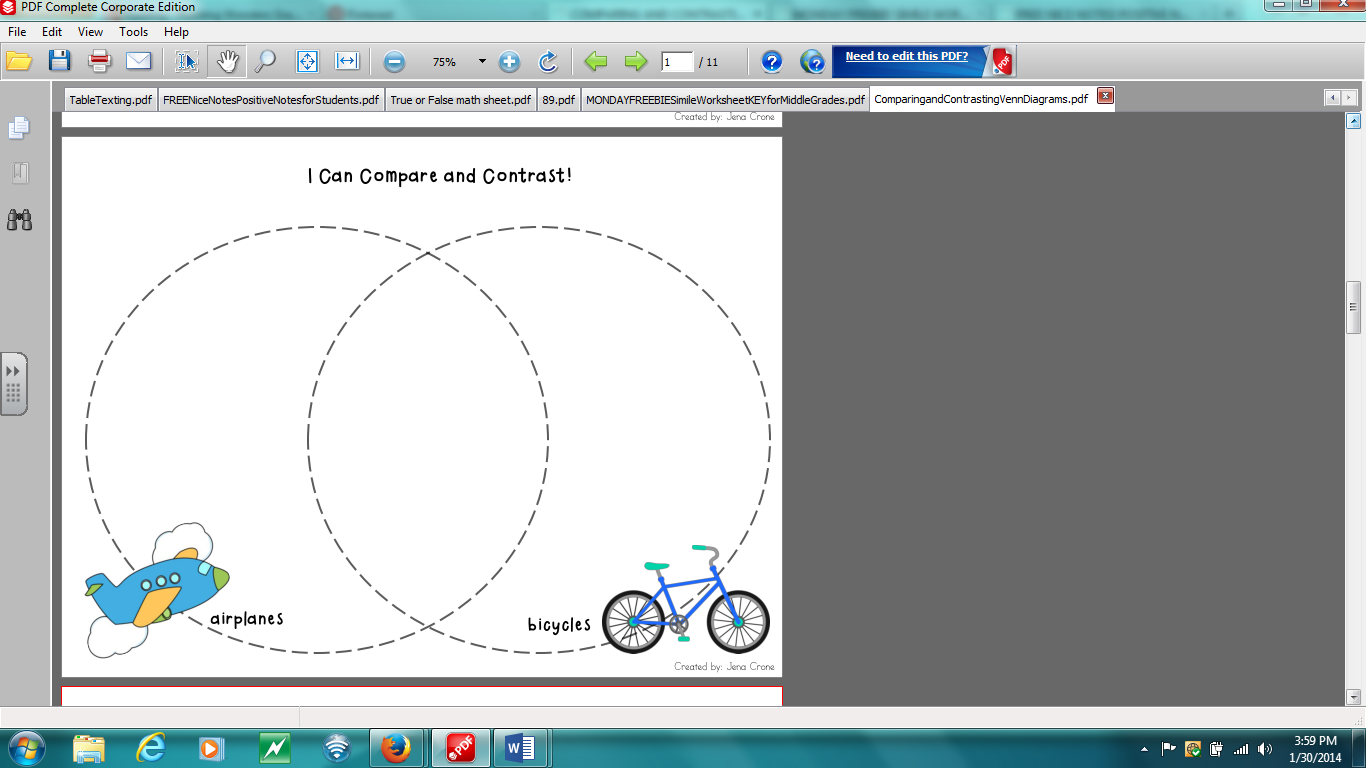 PDF Complete Corporate Edition
File Edit View Tools Help
75% 1 / 11 Need to edit this PDF? PDF
TableTexting.pdf FREENiceNotesPositiveNotesforStudents.pdf True or False math sheet.pdf 89.pdf MONDAYFREEBIESimileWorksheetKEYforMiddleGrades.pdf ComparingandContrastingVennDiagrams.pdf
Created by: Jena Crone
I Can Compare and Contrast!
airplanes
bicycles
Created by: Jena Crone
PDF
3:59 PM
1/30/2014